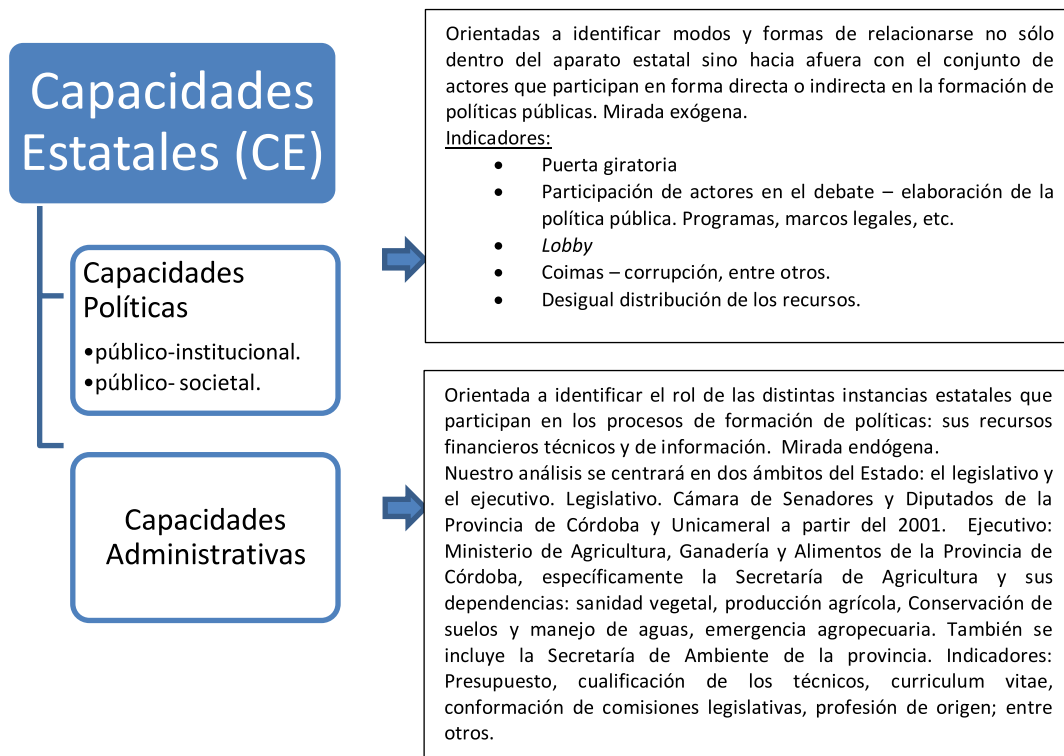 Capacidades
Estatales (CE)
Capacidades
Políticas
•público-institucional.
•público- societal.
Orientadas a identificar modos y formas de relacionarse no sólo
dentro del aparato estatal sino hacia afuera con el conjunto de
actores que participan en forma directa o indirecta en la formación de
políticas públicas. Mirada exógena.
Indicadores:
• Puerta giratoria
• Participación de actores en el debate – elaboración de la
política pública. Programas, marcos legales, etc.
• Lobby
• Coimas – corrupción, entre otros.
• Desigual distribución de los recursos.
Capacidades
Administrativas
Orientada a identificar el rol de las distintas instancias estatales que
participan en los procesos de formación de políticas: sus recursos
financieros técnicos y de información. Mirada endógena.
Nuestro análisis se centrará en dos ámbitos del Estado: el legislativo y
el ejecutivo. Legislativo. Cámara de Senadores y Diputados de la
Provincia de Córdoba y Unicameral a partir del 2001. Ejecutivo:
Ministerio de Agricultura, Ganadería y Alimentos de la Provincia de
Córdoba, específicamente la Secretaría de Agricultura y sus
dependencias: sanidad vegetal, producción agrícola, Conservación de
suelos y manejo de aguas, emergencia agropecuaria. También se
incluye la Secretaría de Ambiente de la provincia. Indicadores:
Presupuesto, cualificación de los técnicos, curriculum vitae,
conformación de comisiones legislativas, profesión de origen; entre
otros.